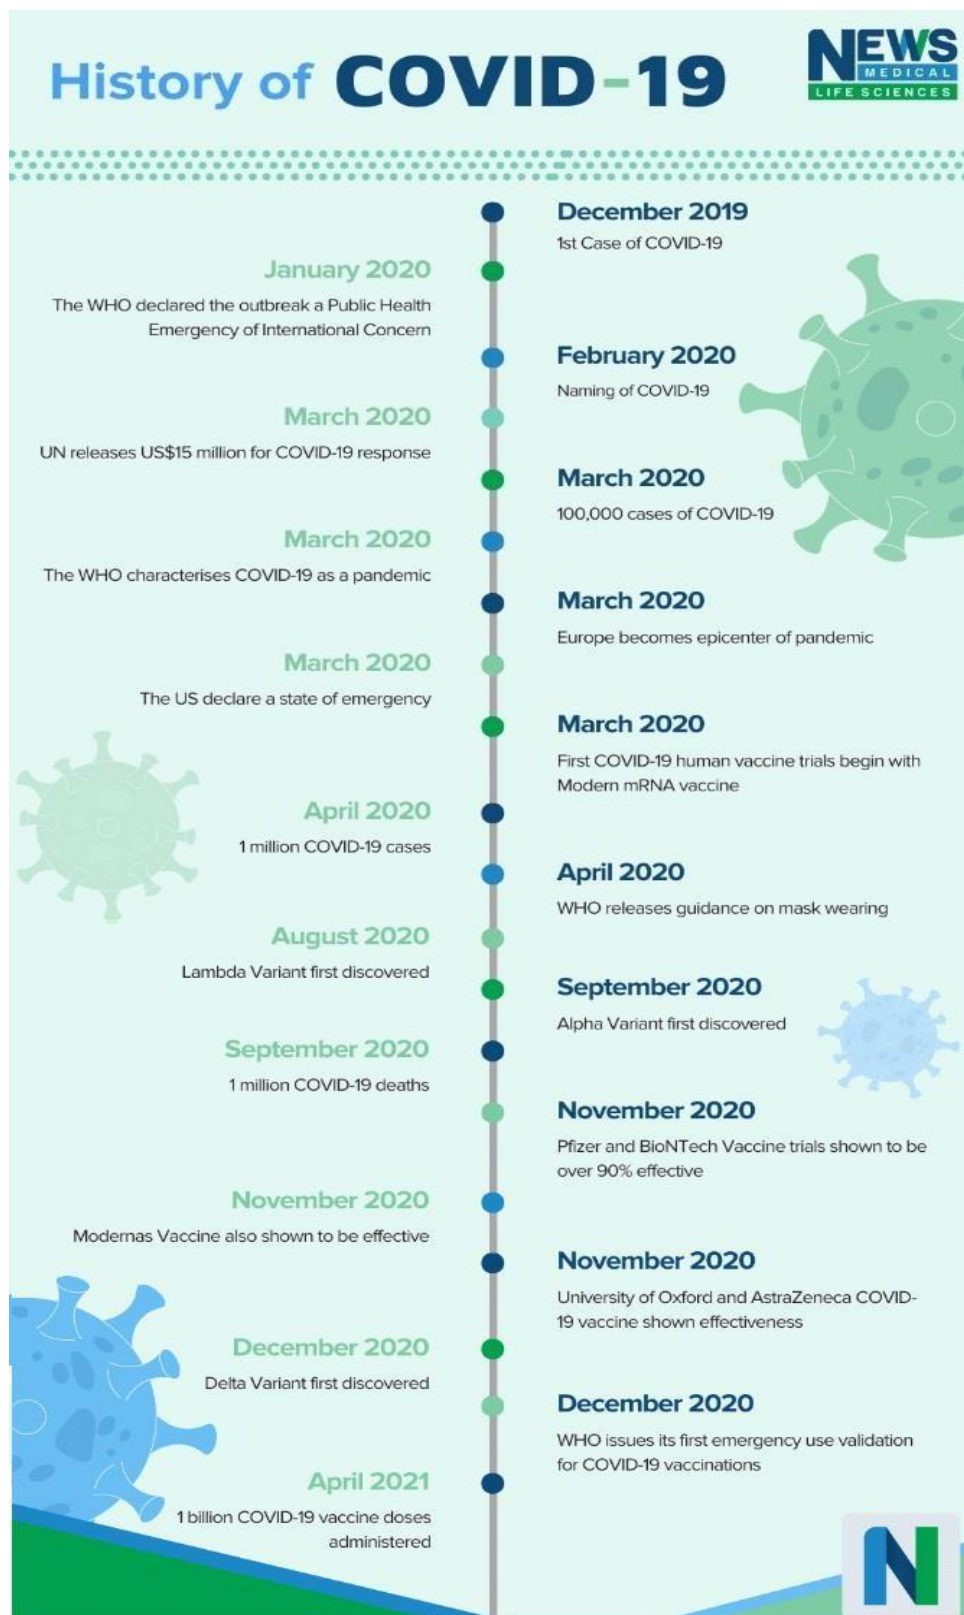 History of COVID-19
NEWS
MEDICAL
LIFE SCIENCES
December 2019
1st Case of COVID-19
January 2020
The WHO declared the outbreak a Public Health
Emergency of International Concern
February 2020
Naming of COVID-19
March 2020
UN releases US$15 million for COVID-19 response
March 2020
100,000 cases of COVID-19
March 2020
The WHO characterises COVID-19 as a pandemic
March 2020
Europe becomes epicenter of pandemic
March 2020
The US declare a state of emergency
March 2020
First COVID-19 human vaccine trials begin with
Modern mRNA vaccine
April 2020
1 million COVID-19 cases
April 2020
WHO releases guidance on mask wearing
August 2020
Lambda Variant first discovered
September 2020
Alpha Variant first discovered
September 2020
1 million COVID-19 deaths
November 2020
Pfizer and BioNTech Vaccine trials shown to be
over 90% effective
November 2020
Modernas Vaccine also shown to be effective
November 2020
University of Oxford and AstraZeneca COVID-
19 vaccine shown effectiveness
December 2020
Delta Variant first discovered
December 2020
WHO issues its first emergency use validation
for COVID-19 vaccinations
April 2021
1 billion COVID-19 vaccine doses
administered
N